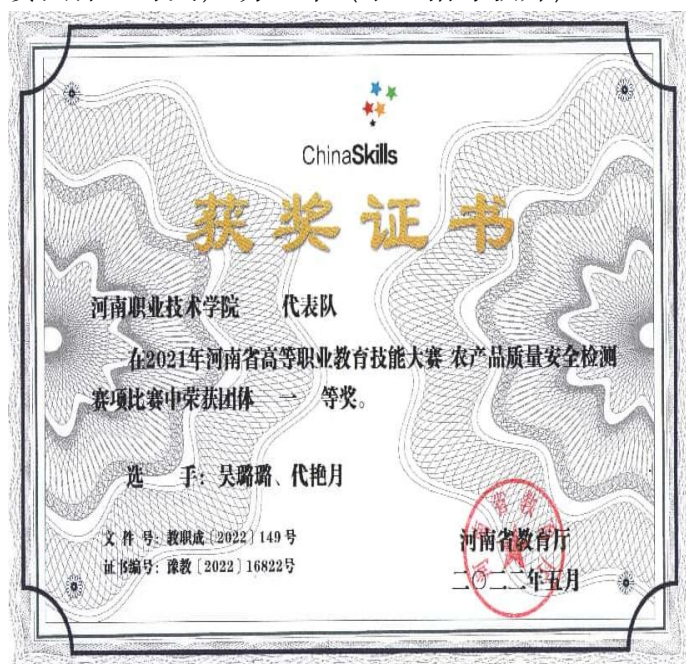 ChinaSkills
获奖证书
河南职业技术学院 代表队
在2021年河南省高等职业教育技能大赛 农产品质量安全检测
赛项比赛中荣获团体 一 等奖。
选 手：吴璐璐、代艳月
文 件 号：教职成〔2022〕149号
证书编号：豫教〔2022〕16822号
河南省教育厅
二〇二二年五月